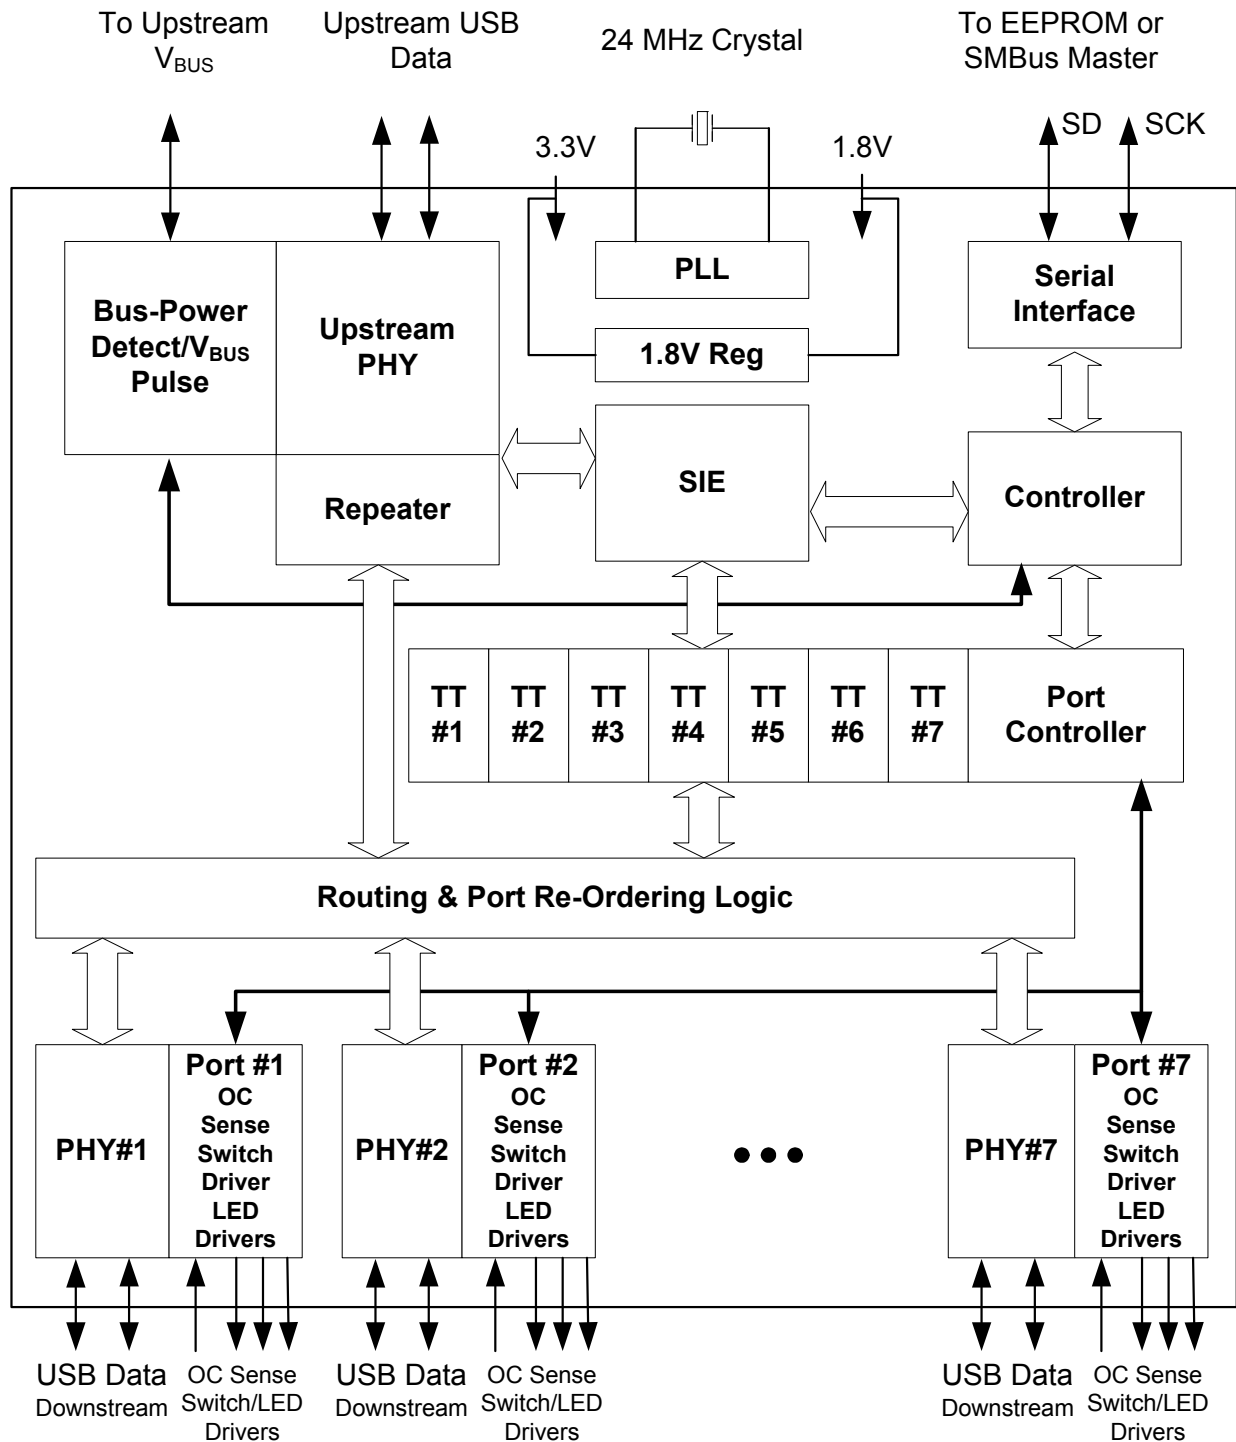 To Upstream
VBUS
Upstream USB
Data
24 MHz Crystal
To EEPROM or
SMBus Master
SD
SCK
3.3V
1.8V
Bus-Power
Detect/VBUS
Pulse
Upstream
PHY
PLL
1.8V Reg
Serial
Interface
Repeater
SIE
Controller
TT
#1
TT
#2
TT
#3
TT
#4
TT
#5
TT
#6
TT
#7
Port
Controller
Routing & Port Re-Ordering Logic
PHY#1
Port #1
OC
Sense
Switch
Driver
LED
Drivers
PHY#2
Port #2
OC
Sense
Switch
Driver
LED
Drivers
PHY#7
Port #7
OC
Sense
Switch
Driver
LED
Drivers
USB Data
Downstream
OC Sense
Switch/LED
Drivers
USB Data
Downstream
OC Sense
Switch/LED
Drivers
USB Data
Downstream
OC Sense
Switch/LED
Drivers